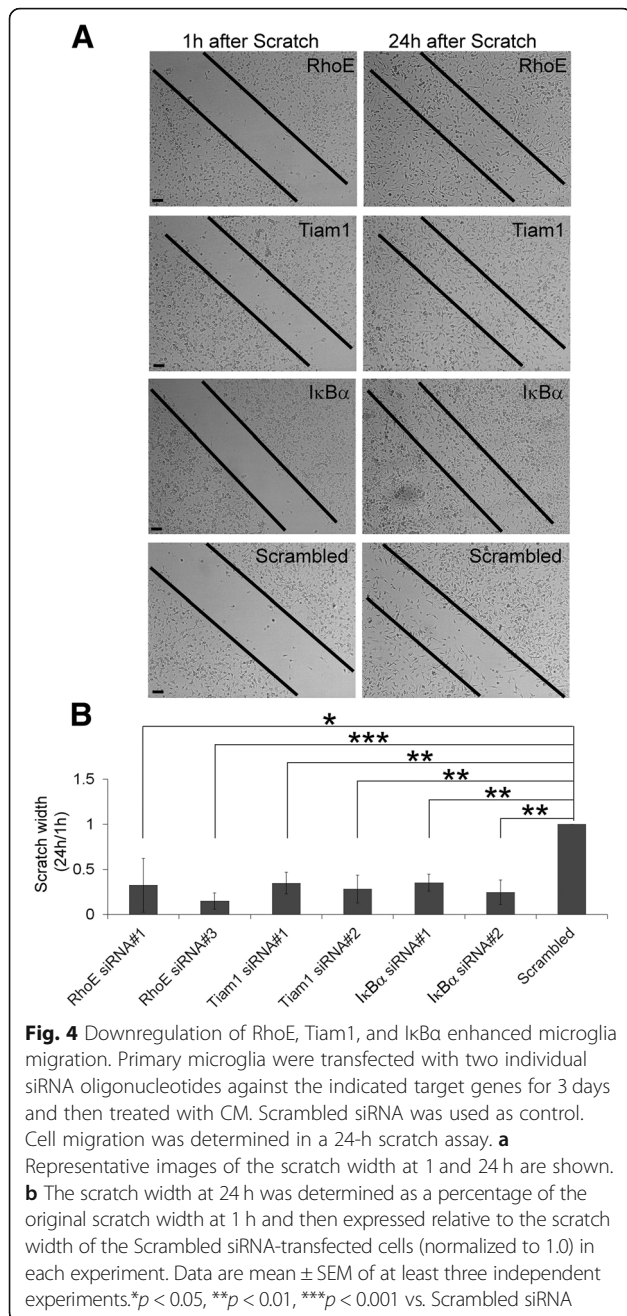 A
1h after Scratch 24h after Scratch
RhoE RhoE
Tiam1 Tiam1
IκBα IκBα
Scrambled Scrambled
B
*
***
**
**
**
**
Scratch width
(24h/1h)
1.5
1
0.5
0
RhoE siRNA#1
RhoE siRNA#3
Tiam1 siRNA#1
Tiam1 siRNA#2
IκBα siRNA#1
IκBα siRNA#2
Scrambled
Fig. 4 Downregulation of RhoE, Tiam1, and IκBα enhanced microglia
migration. Primary microglia were transfected with two individual
siRNA oligonucleotides against the indicated target genes for 3 days
and then treated with CM. Scrambled siRNA was used as control.
Cell migration was determined in a 24-h scratch assay. a
Representative images of the scratch width at 1 and 24 h are shown.
b The scratch width at 24 h was determined as a percentage of the
original scratch width at 1 h and then expressed relative to the scratch
width of the Scrambled siRNA-transfected cells (normalized to 1.0) in
each experiment. Data are mean ± SEM of at least three independent
experiments.*p < 0.05, **p < 0.01, ***p < 0.001 vs. Scrambled siRNA